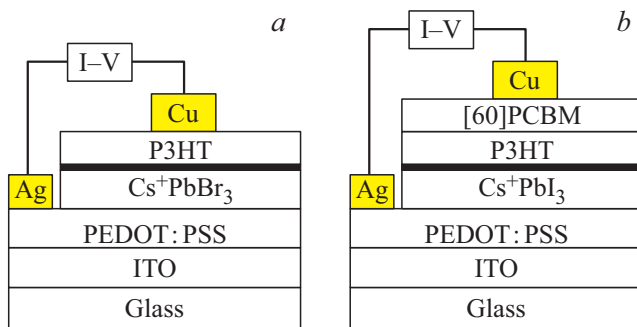 a
I–V
Cu
P3HT
Ag
Cs⁺PbBr₃
PEDOT : PSS
ITO
Glass
b
I–V
Cu
[60]PCBM
P3HT
Ag
Cs⁺PbI₃
PEDOT : PSS
ITO
Glass